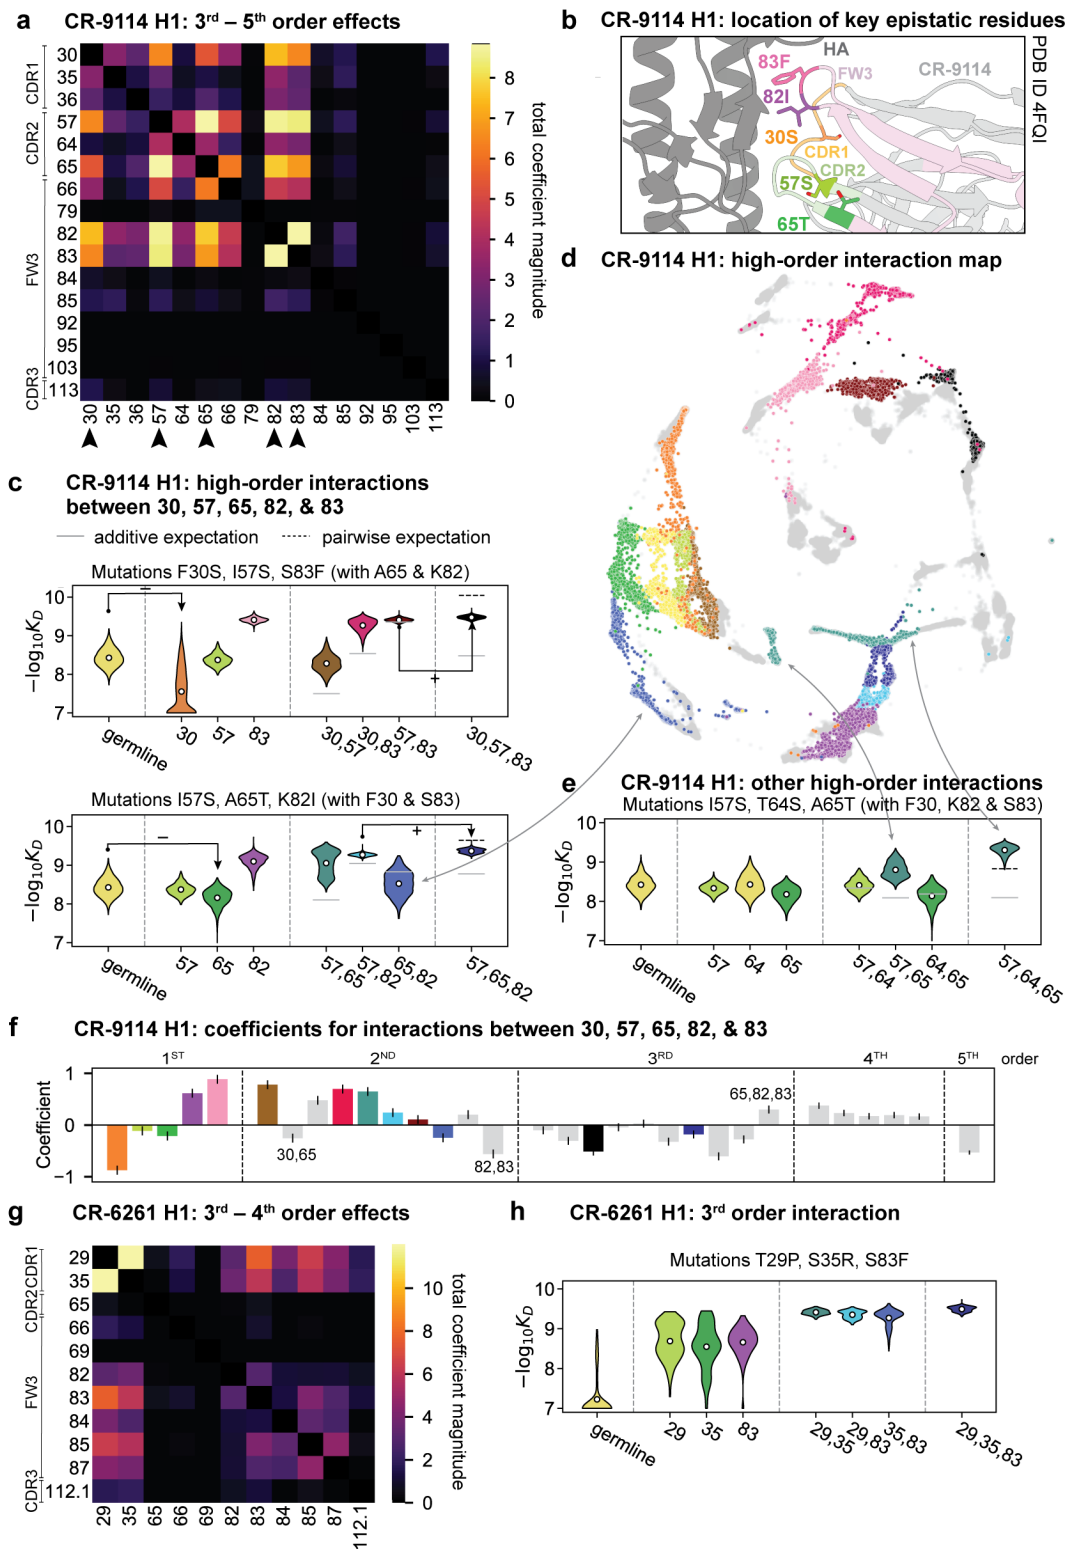 a CR-9114 H1: 3rd – 5th order effects
CDR1
CDR2
FW3
CDR3
30
35
36
57
64
65
66
79
82
83
84
85
92
95
103
113
30 35 36 57 64 65 66 79 82 83 84 85 92 95 103 113
8
7
6
5
4
3
2
1
0
total coefficient magnitude
b CR-9114 H1: location of key epistatic residues
HA
83F
FW3
CR-9114
82I
30S
CDR1
CDR2
57S
65T
PDB ID 4FQI
c CR-9114 H1: high-order interactions
between 30, 57, 65, 82, & 83
additive expectation pairwise expectation
Mutations F30S, I57S, S83F (with A65 & K82)
−log10KD
10
9
8
7
−
+
germline 30 57 83 30,57 30,83 57,83 30,57,83
Mutations I57S, A65T, K82I (with F30 & S83)
−log10KD
10
9
8
7
−
+
germline 57 65 82 57,65 57,82 65,82 57,65,82
d CR-9114 H1: high-order interaction map
e CR-9114 H1: other high-order interactions
Mutations I57S, T64S, A65T (with F30, K82 & S83)
−log10KD
10
9
8
7
germline 57 64 65 57,64 57,65 64,65 57,64,65
f CR-9114 H1: coefficients for interactions between 30, 57, 65, 82, & 83
1ST 2ND 3RD 4TH 5TH order
Coefficient
1
0
−1
30,65
82,83
65,82,83
g CR-6261 H1: 3rd – 4th order effects
CDR1
CDR2
FW3
CDR3
29
35
65
66
69
82
83
84
85
87
112.1
29 35 65 66 69 82 83 84 85 87 112.1
10
8
6
4
2
0
total coefficient magnitude
h CR-6261 H1: 3rd order interaction
Mutations T29P, S35R, S83F
−log10KD
10
9
8
7
germline 29 35 83 29,35 29,83 35,83 29,35,83